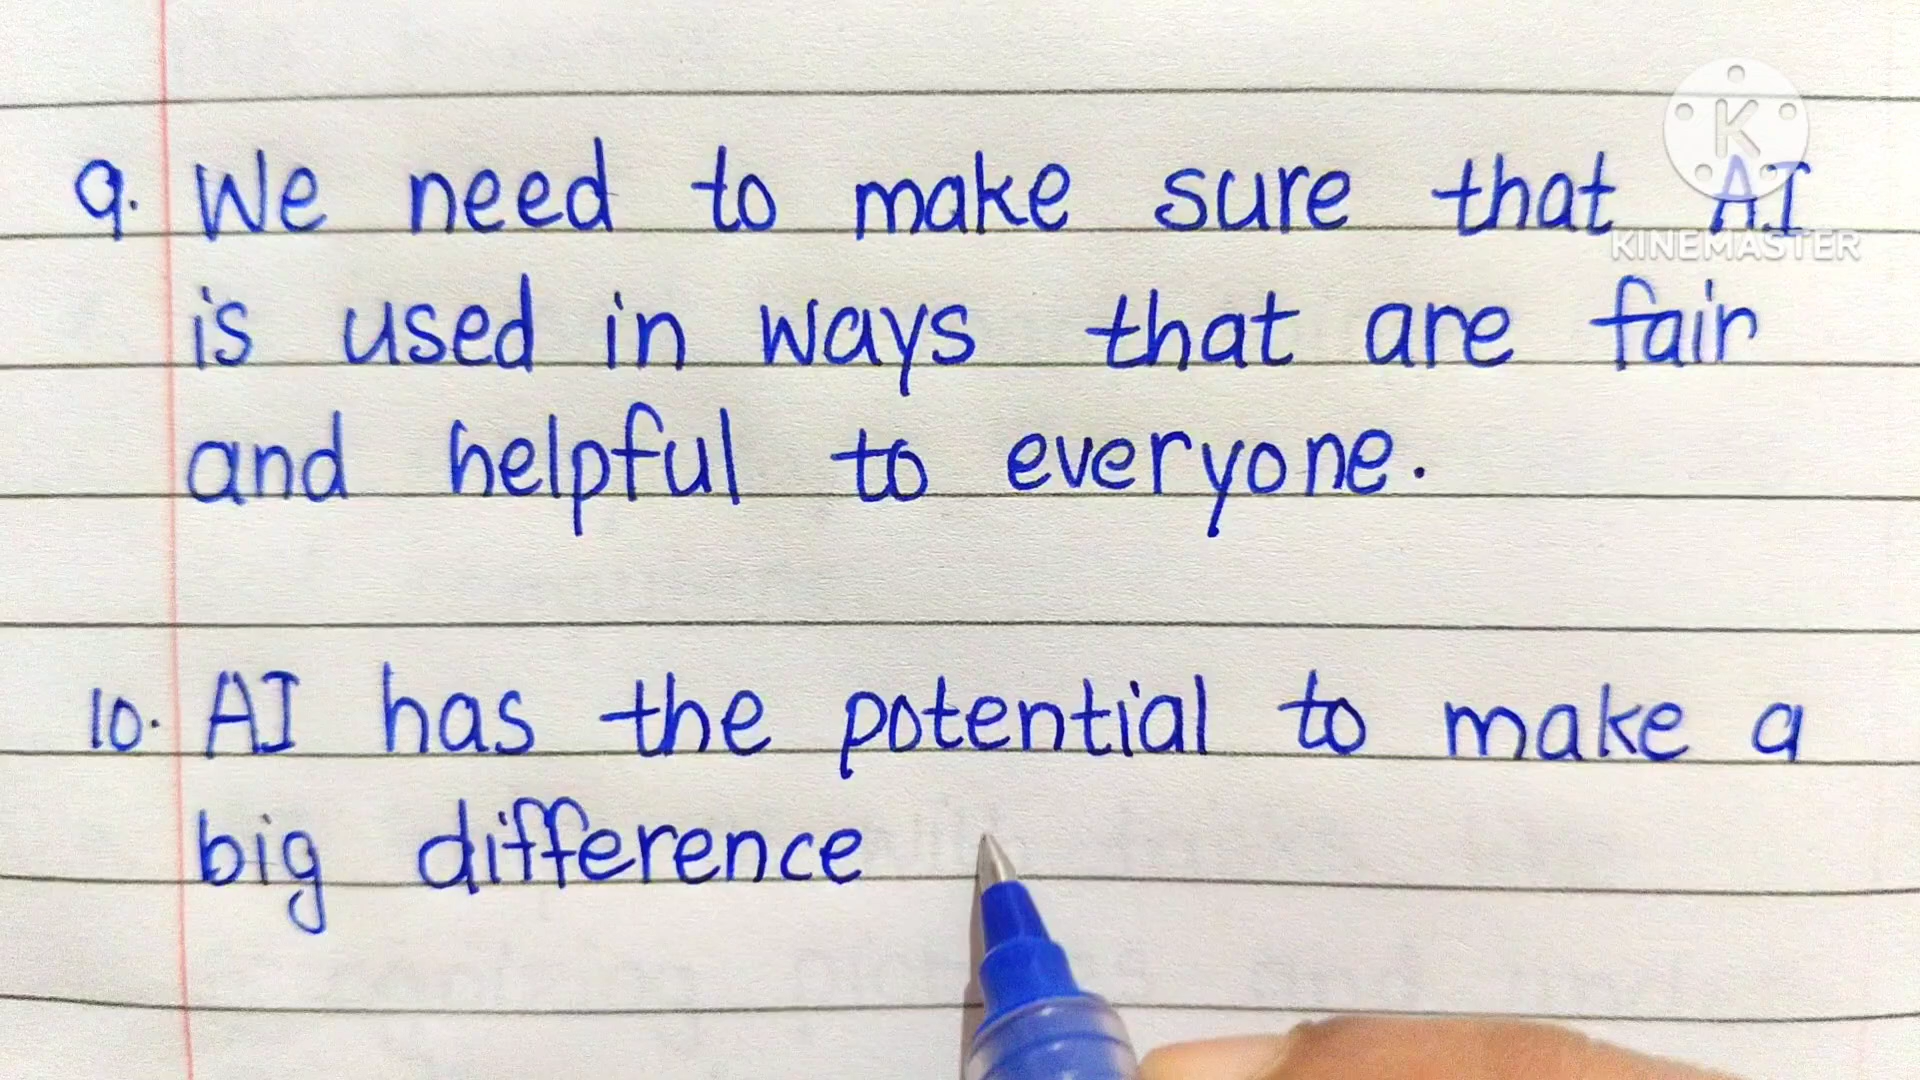 K
KINEMASTER
9. We need to make sure that AI
is used in ways that are fair
and helpful to everyone.
10. AI has the potential to make a
big difference